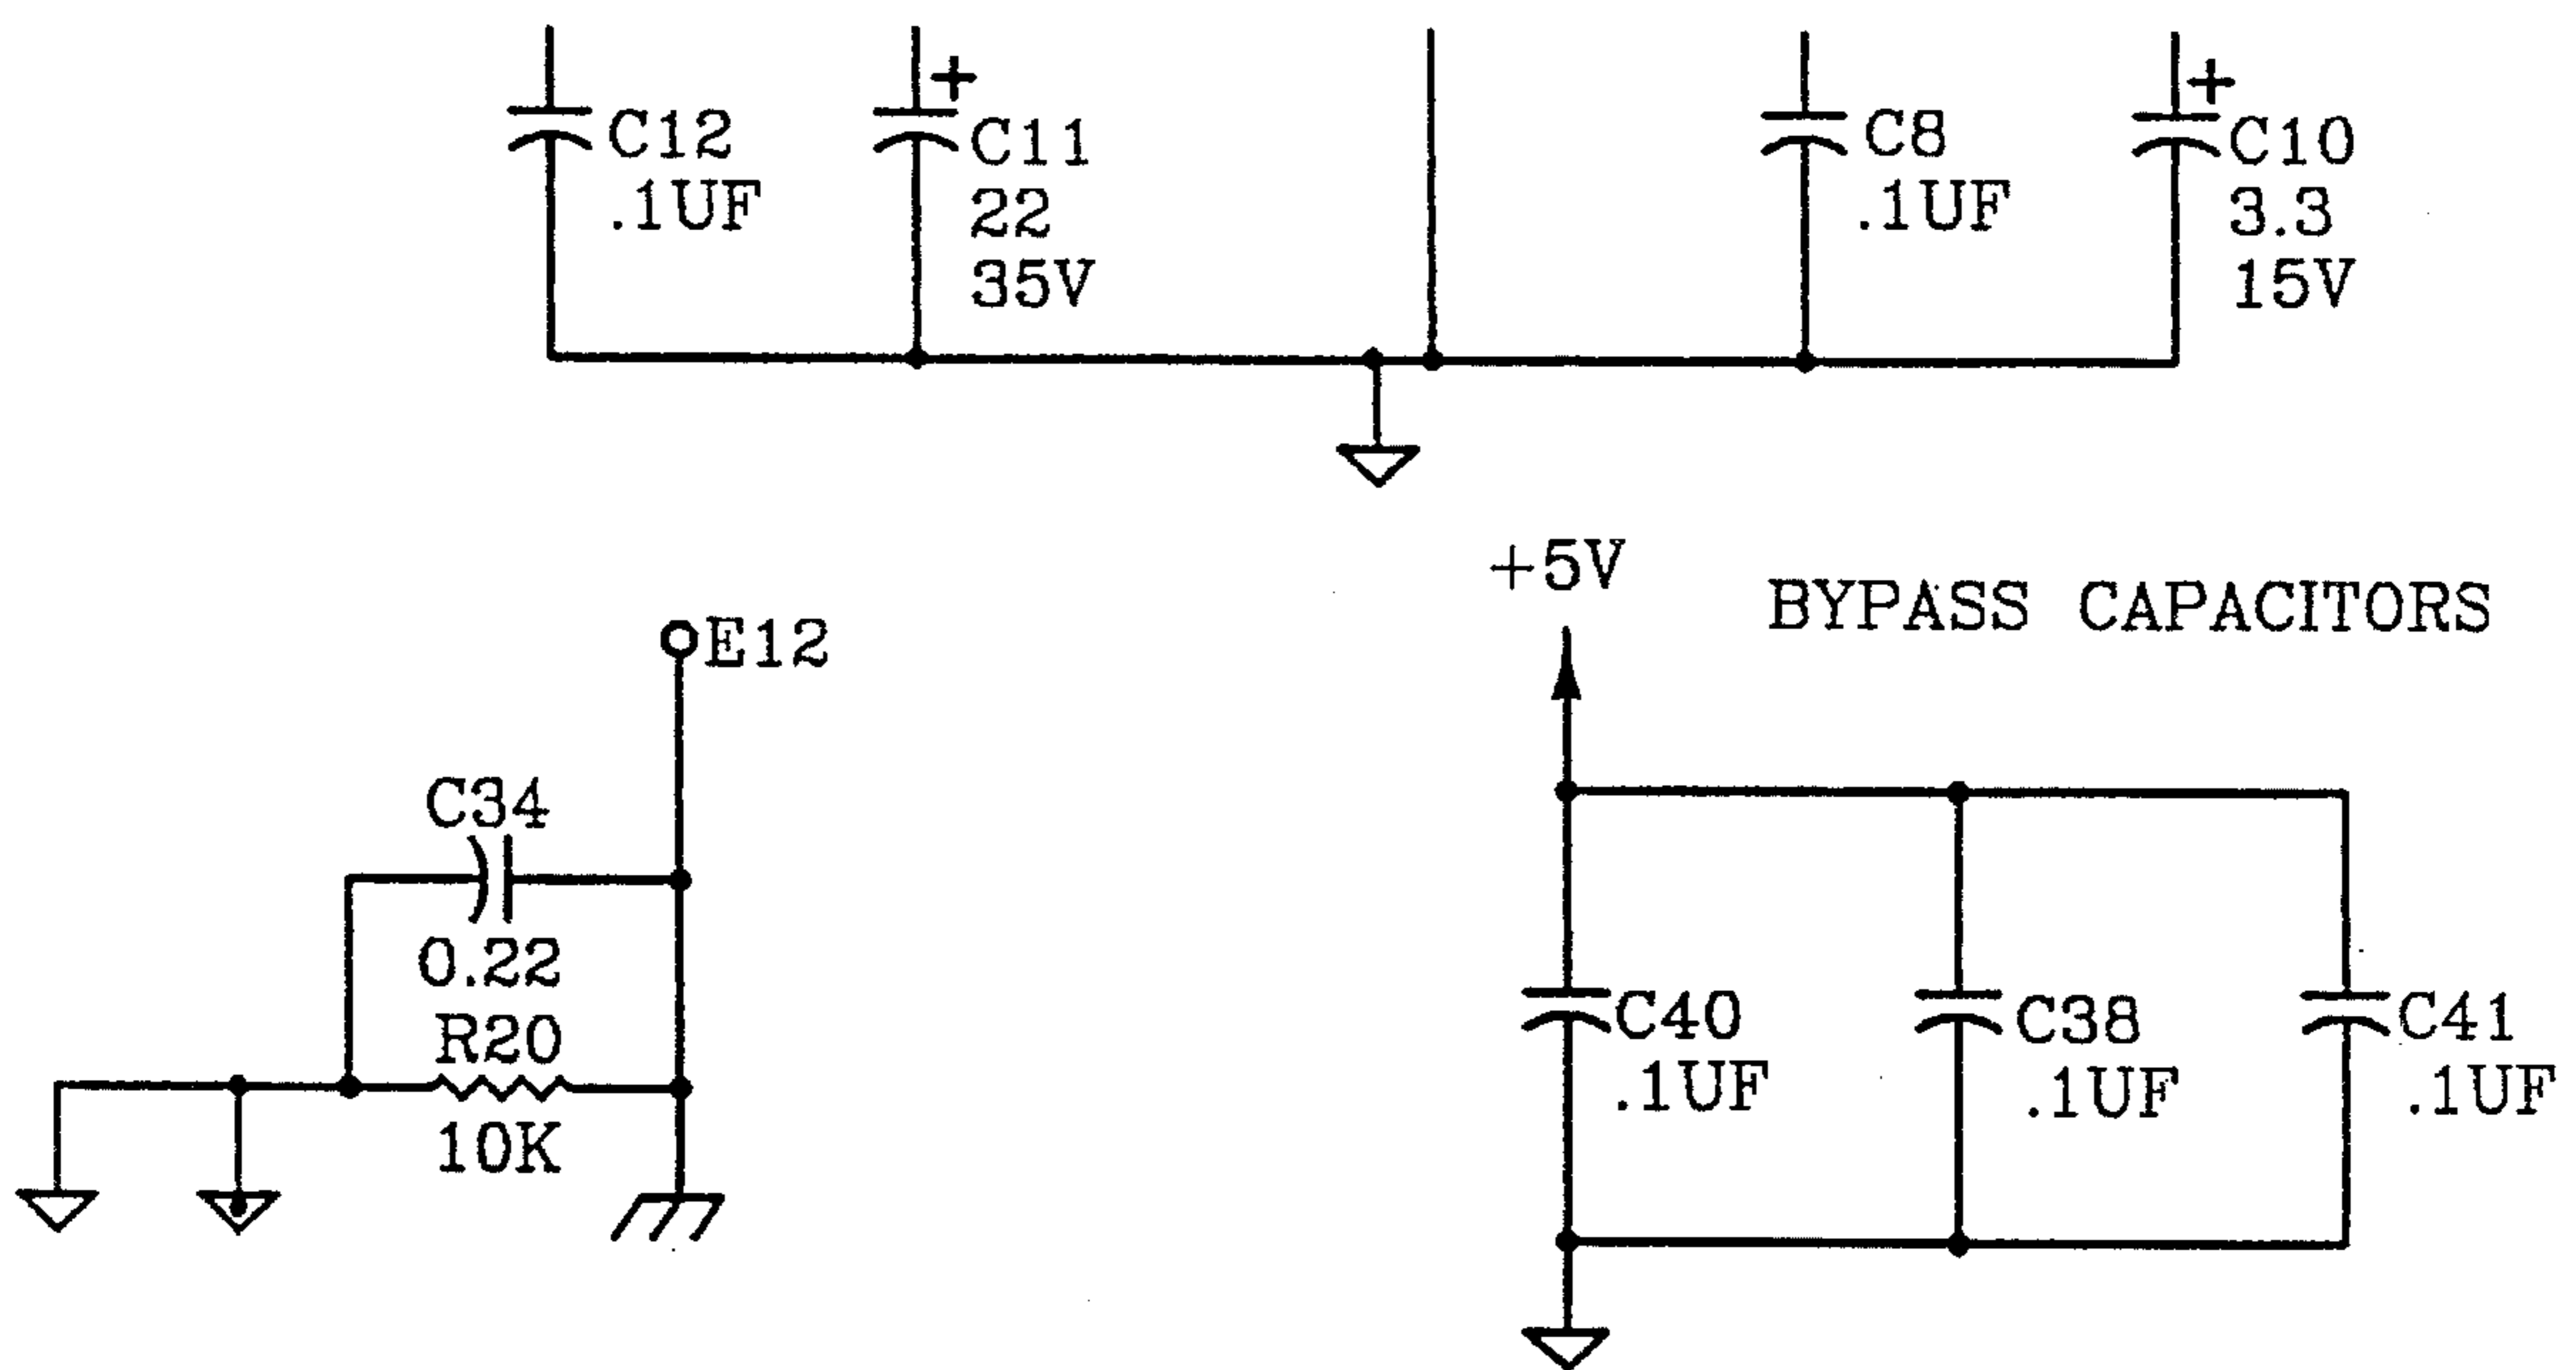 +
C12
.1UF
C11
22
35V
C8
.1UF
+
C10
3.3
15V
+5V
BYPASS CAPACITORS
E12
C34
0.22
R20
10K
C40
.1UF
C38
.1UF
C41
.1UF